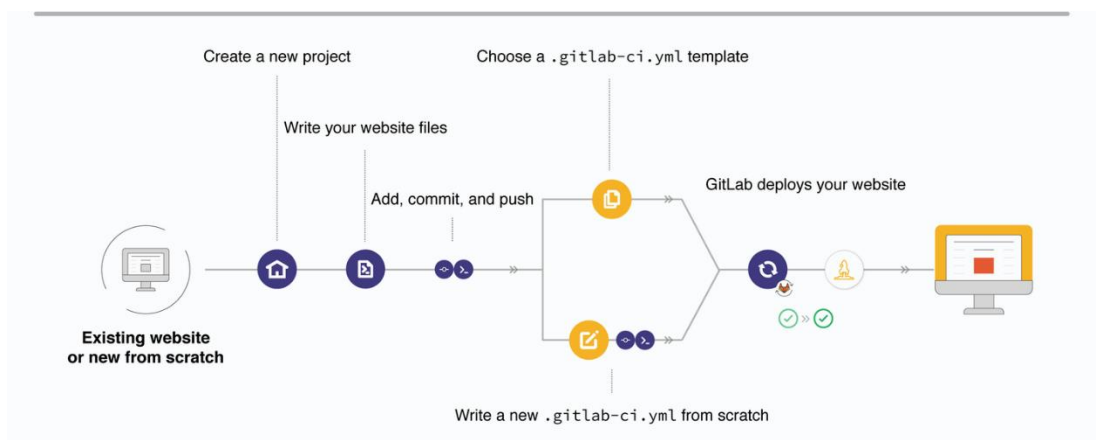 Create a new project
Choose a .gitlab-ci.yml template
Write your website files
Add, commit, and push
GitLab deploys your website
Existing website
or new from scratch
Write a new .gitlab-ci.yml from scratch